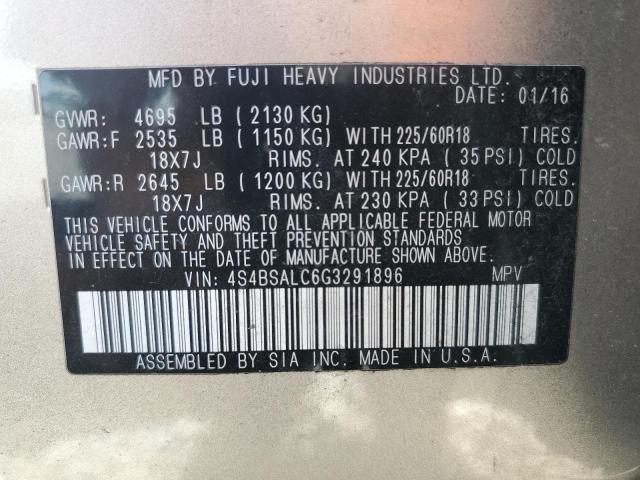 MFD BY FUJI HEAVY INDUSTRIES LTD.
DATE: 01/16
GVWR: 4695 LB (2130 KG)
GAWR:F 2535 LB (1150 KG) WITH 225/60R18 TIRES.
18X7J RIMS. AT 240 KPA (35 PSI) COLD
GAWR:R 2645 LB (1200 KG) WITH 225/60R18 TIRES.
18X7J RIMS. AT 230 KPA (33 PSI) COLD
THIS VEHICLE CONFORMS TO ALL APPLICABLE FEDERAL MOTOR
VEHICLE SAFETY AND THEFT PREVENTION STANDARDS
IN EFFECT ON THE DATE OF MANUFACTURE SHOWN ABOVE.
VIN: 4S4BSALC6G3291896 MPV
ASSEMBLED BY SIA INC. MADE IN U.S.A.